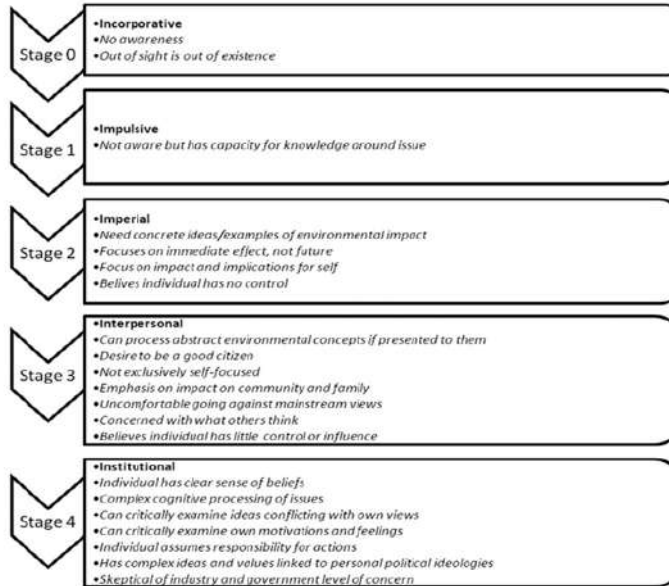 Stage 0
•Incorporative
•No awareness
•Out of sight is out of existence
Stage 1
•Impulsive
•Not aware but has capacity for knowledge around issue
Stage 2
•Imperial
•Need concrete ideas/examples of environmental impact
•Focuses on immediate effect, not future
•Focus on impact and implications for self
•Belives individual has no control
Stage 3
•Interpersonal
•Can process abstract environmental concepts if presented to them
•Desire to be a good citizen
•Not exclusively self-focused
•Emphasis on impact on community and family
•Uncomfortable going against mainstream views
•Concerned with what others think
•Believes individual has little control or influence
Stage 4
•Institutional
•Individual has clear sense of beliefs
•Complex cognitive processing of issues
•Can critically examine ideas conflicting with own views
•Can critically examine own motivations and feelings
•Individual assumes responsibility for actions
•Has complex ideas and values linked to personal political ideologies
•Skeptical of industry and government level of concern